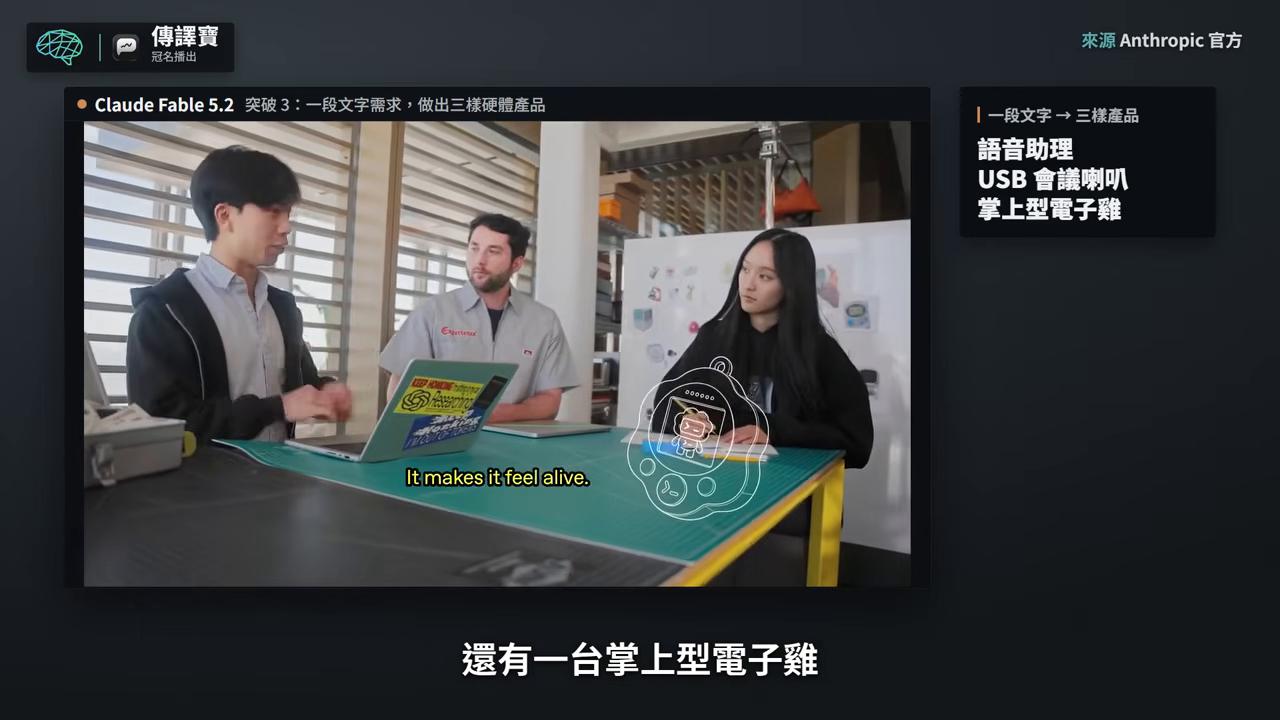 傳譯寶
冠名播出
來源 Anthropic 官方
Claude Fable 5.2 突破 3：一段文字需求，做出三樣硬體產品
一段文字 → 三樣產品
語音助理
USB 會議喇叭
掌上型電子雞
KEEP HONKING
Researching
It makes it feel alive.
還有一台掌上型電子雞